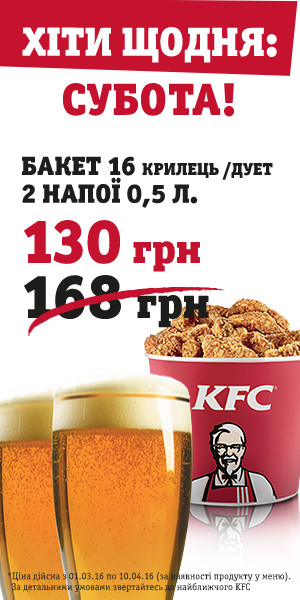 ХІТИ ЩОДНЯ:
СУБОТА!
БАКЕТ 16 КРИЛЕЦЬ /ДУЕТ
2 НАПОЇ 0,5 Л.
130 грн
168 грн
KFC
*Ціна дійсна з 01.03.16 по 10.04.16 (за наявності продукту у меню).
За детальними умовами звертайтесь до найближчого KFC